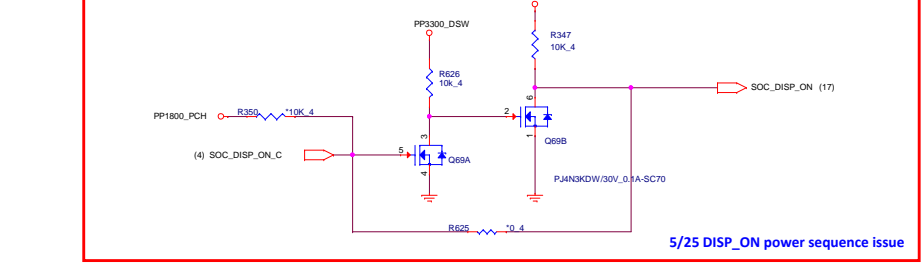 PP3300_DSW
R347
10K_4
R626
10k_4
SOC_DISP_ON (17)
6
R350
*10K_4
PP1800_PCH
2
1
Q69B
3
(4) SOC_DISP_ON_C
5
Q69A
4
PJ4N3KDW/30V_0.1A-SC70
R625
*0_4
5/25 DISP_ON power sequence issue